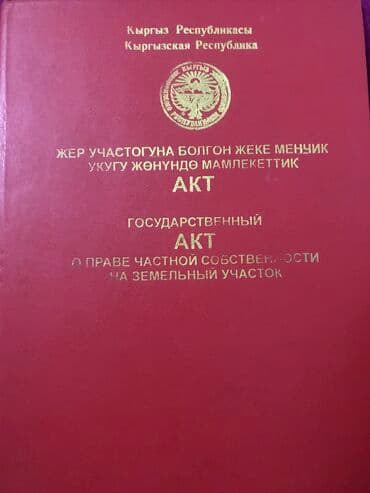 Кыргыз Республикасы
Кыргызская Республика
ЖЕР УЧАСТОГУНА БОЛГОН ЖЕКЕ МЕНЧИК
УКУГУ ЖӨНҮНДӨ МАМЛЕКЕТТИК
АКТ
ГОСУДАРСТВЕННЫЙ
АКТ
О ПРАВЕ ЧАСТНОЙ СОБСТВЕННОСТИ
НА ЗЕМЕЛЬНЫЙ УЧАСТОК